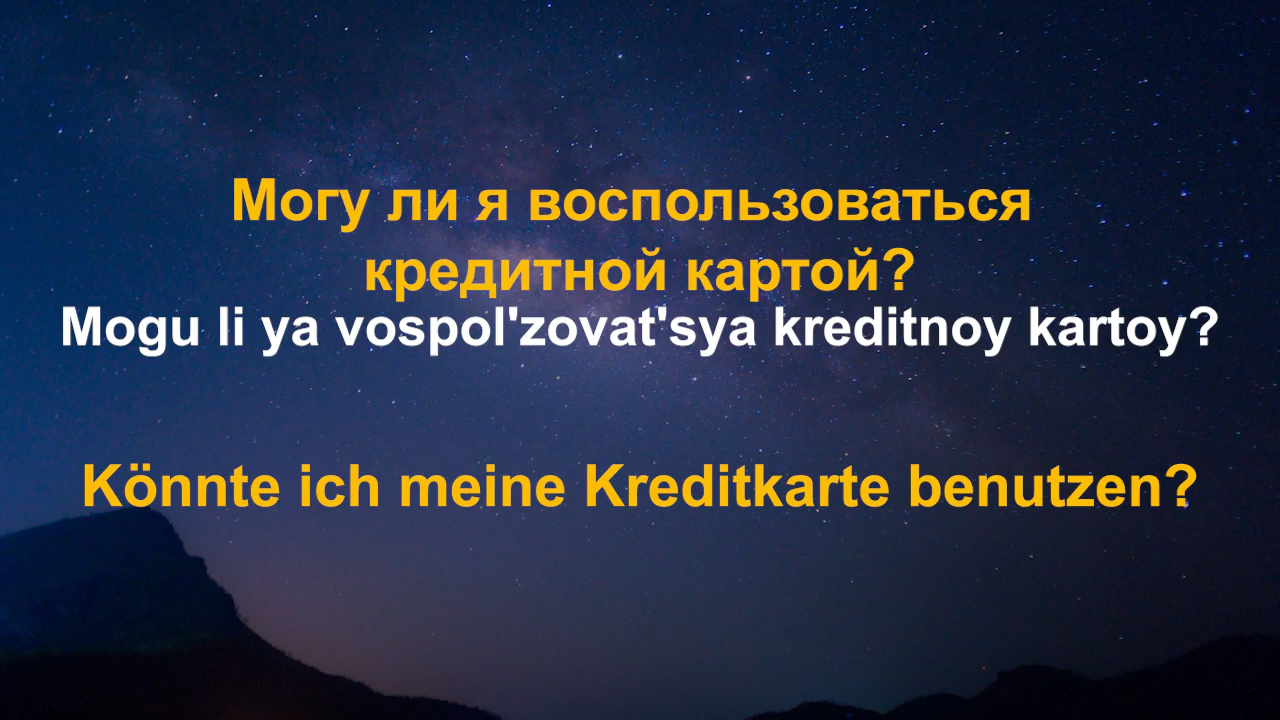 Могу ли я воспользоваться
кредитной картой?
Mogu li ya vospol'zovat'sya kreditnoy kartoy?
Könnte ich meine Kreditkarte benutzen?